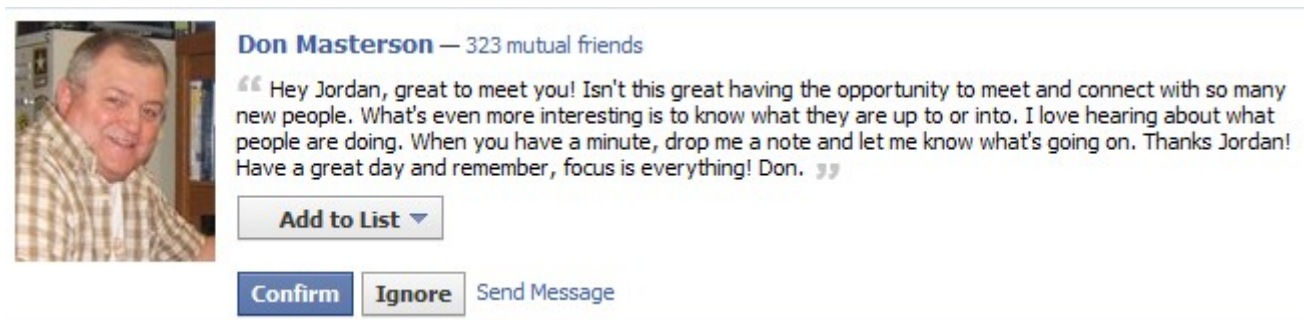 Don Masterson — 323 mutual friends
“ Hey Jordan, great to meet you! Isn't this great having the opportunity to meet and connect with so many
new people. What's even more interesting is to know what they are up to or into. I love hearing about what
people are doing. When you have a minute, drop me a note and let me know what's going on. Thanks Jordan!
Have a great day and remember, focus is everything! Don. ”
Add to List
Confirm Ignore Send Message